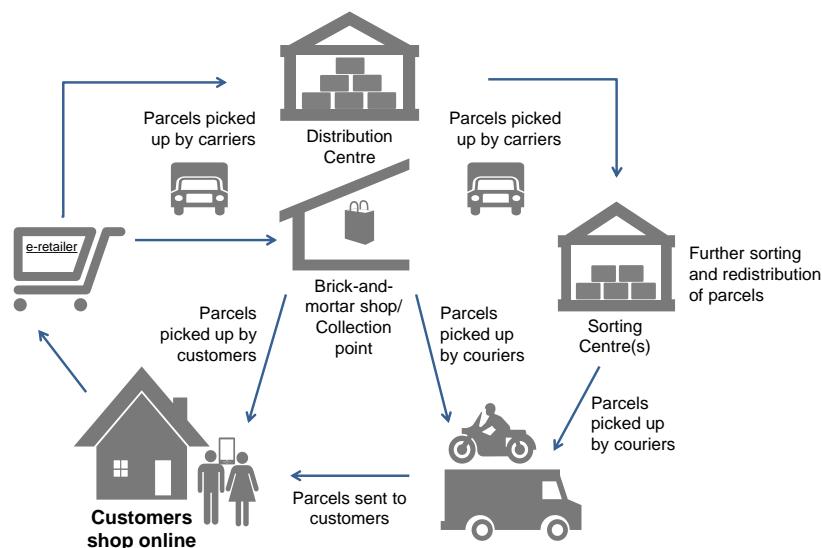 Parcels picked
up by carriers
Distribution
Centre
Parcels picked
up by carriers
e-retailer
Further sorting
and redistribution
of parcels
Brick-and-
mortar shop/
Collection
point
Parcels
picked up by
customers
Parcels
picked up
by couriers
Sorting
Centre(s)
Parcels
picked up
by couriers
Parcels sent to
customers
Customers
shop online